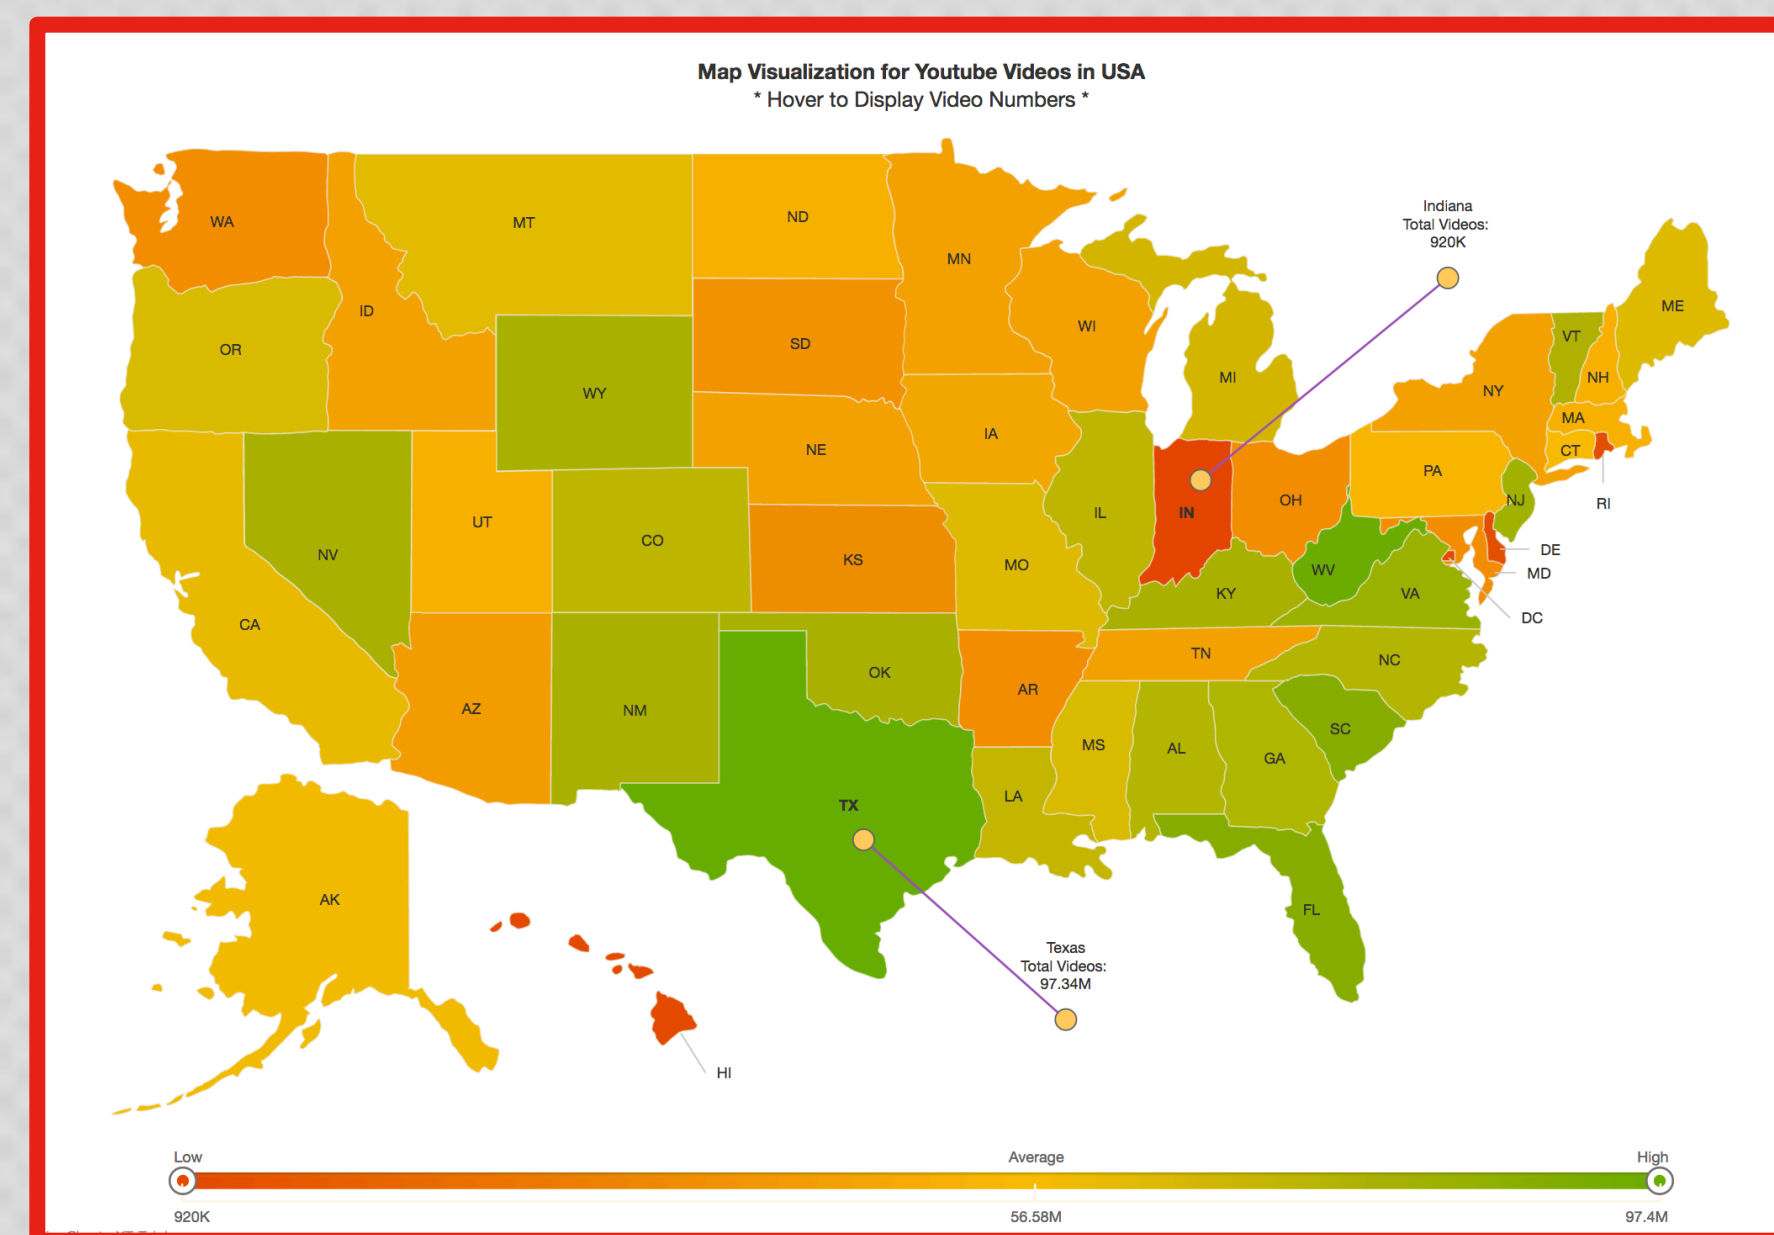 Map Visualization for Youtube Videos in USA
* Hover to Display Video Numbers *
Indiana
Total Videos:
920K
WA
MT
ND
MN
ID
OR
SD
WI
WY
MI
NE
IA
ME
VT
NY
NH
MA
CT
PA
RI
NJ
NV
UT
CO
KS
MO
IL
IN
OH
WV
DE
MD
DC
KY
VA
CA
TN
NC
AZ
NM
OK
AR
SC
MS
AL
GA
LA
TX
FL
AK
HI
Texas
Total Videos:
97.34M
Low
Average
High
920K
56.58M
97.4M